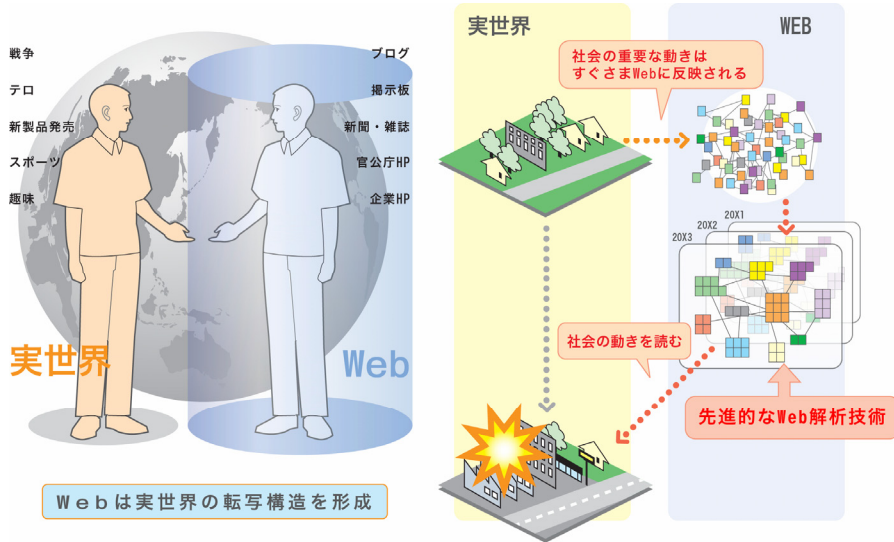 戦争
テロ
新製品発売
スポーツ
趣味
ブログ
掲示板
新聞・雑誌
官公庁HP
企業HP
実世界
Web
Webは実世界の転写構造を形成
実世界
WEB
社会の重要な動きは
すぐさまWebに反映される
20X1
20X2
20X3
社会の動きを読む
先進的なWeb解析技術